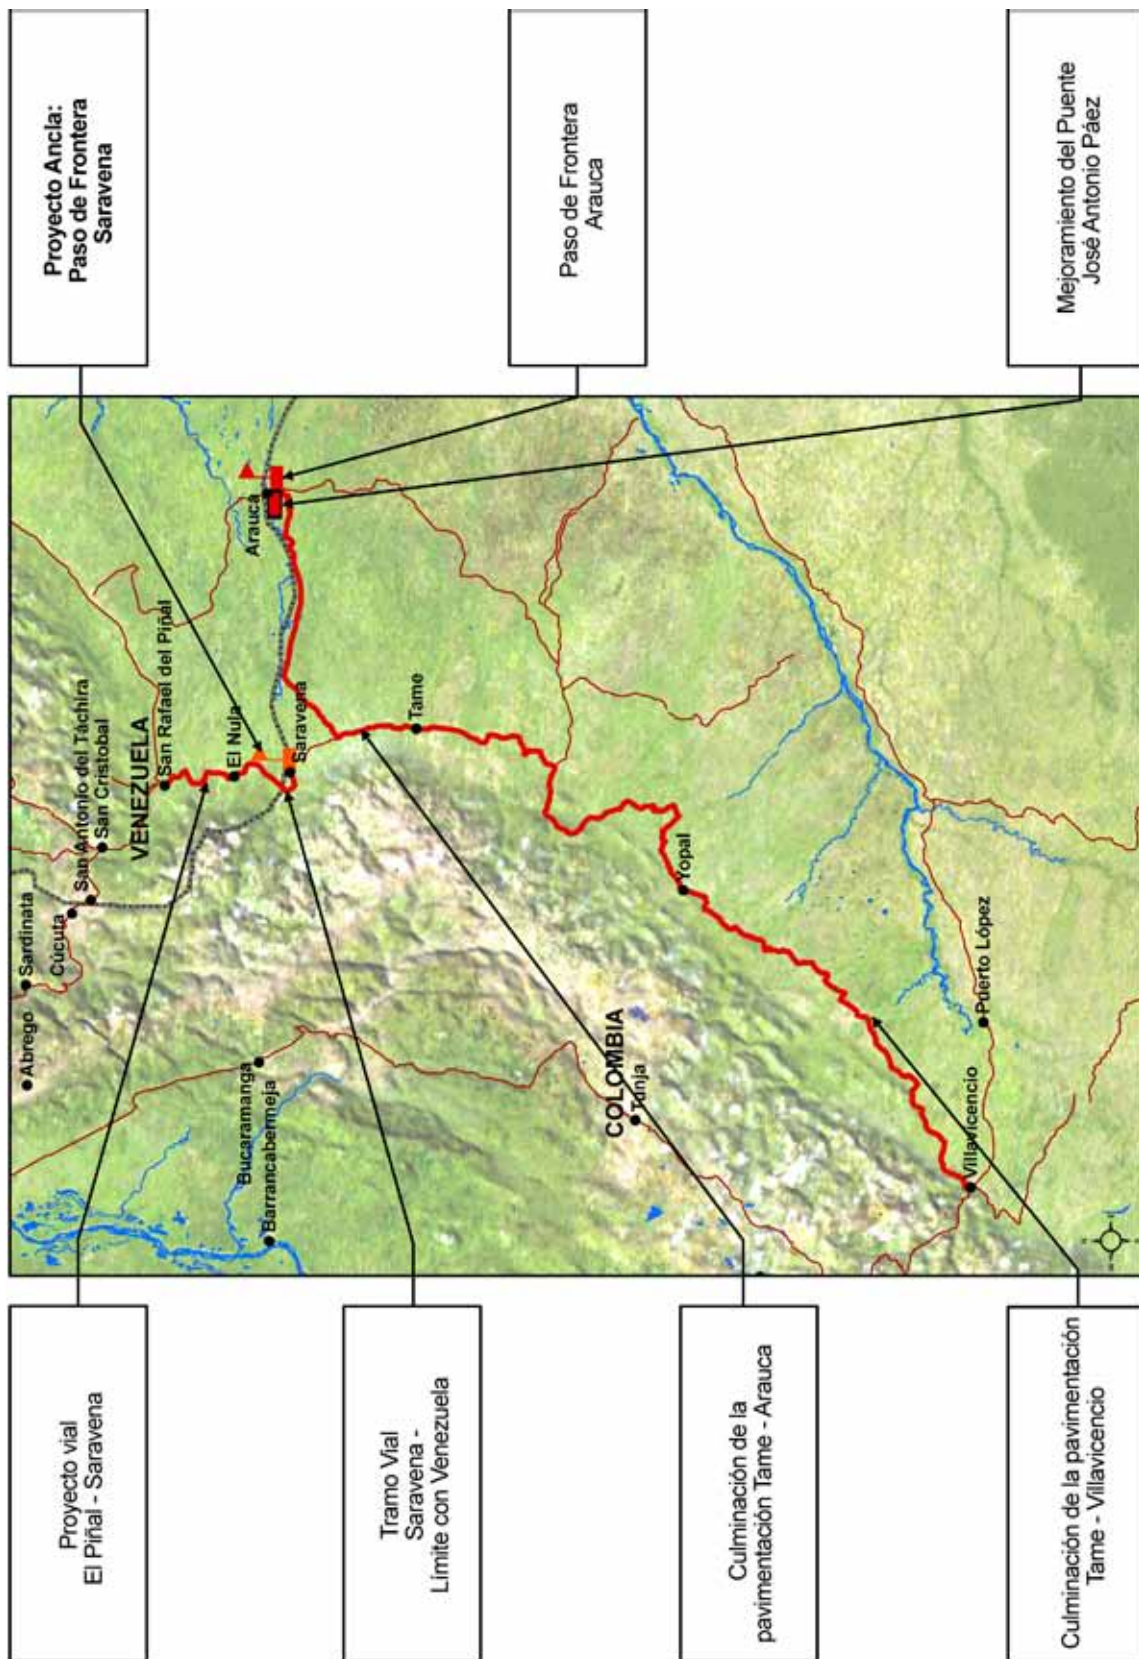 Proyecto vial
El Piñal - Saravena
Tramo Vial
Saravena -
Límite con Venezuela
Culminación de la
pavimentación Tame - Arauca
Culminación de la pavimentación
Tame - Villavicencio
Abrego
Sardinata
Cúcuta
San Antonio del Táchira
San Cristobal
VENEZUELA
San Rafael del Piñal
El Nula
Saravena
Arauca
Bucaramanga
Barrancabermeja
Tame
COLOMBIA
Tunja
Yopal
Villavicencio
Puerto López
Proyecto Ancla:
Paso de Frontera
Saravena
Paso de Frontera
Arauca
Mejoramiento del Puente
José Antonio Páez